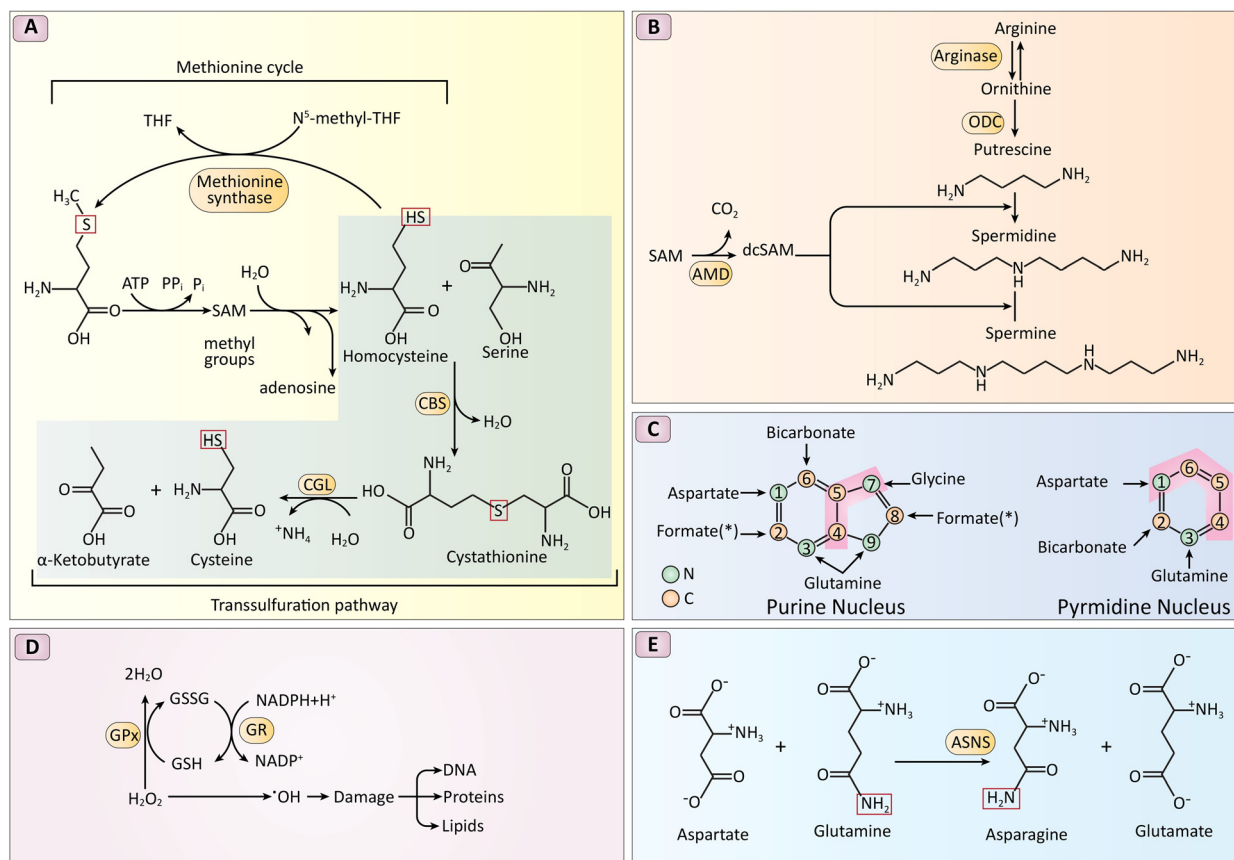 A
Methionine cycle
THF
N⁵-methyl-THF
Methionine
synthase
H₃C
S
HS
H₂N
O
OH
ATP
PPᵢ
Pᵢ
SAM
H₂O
methyl
groups
adenosine
H₂N
O
OH
Homocysteine
+
O
NH₂
OH
Serine
CBS
H₂O
HS
O
O
OH
α-Ketobutyrate
+
H₂N
O
OH
Cysteine
CGL
⁺NH₄
H₂O
NH₂
HO
O
S
O
OH
NH₂
Cystathionine
Transsulfuration pathway
B
Arginine
Arginase
Ornithine
ODC
Putrescine
H₂N
NH₂
CO₂
SAM
AMD
dcSAM
Spermidine
H₂N
N
H
NH₂
Spermine
H₂N
N
H
H
N
NH₂
C
Bicarbonate
Aspartate
Formate(*)
Glycine
Formate(*)
Glutamine
1
2
3
4
5
6
7
8
9
N
C
Purine Nucleus
Aspartate
Bicarbonate
Glutamine
1
2
3
4
5
6
Pyrmidine Nucleus
D
2H₂O
GSSG
NADPH+H⁺
GPx
GR
GSH
NADP⁺
H₂O₂
•OH
Damage
DNA
Proteins
Lipids
E
O⁻
O
⁺NH₃
O
⁻O
Aspartate
+
O⁻
O
⁺NH₃
O
NH₂
Glutamine
ASNS
O⁻
O
⁺NH₃
O
H₂N
Asparagine
+
O⁻
O
⁺NH₃
O
O⁻
Glutamate